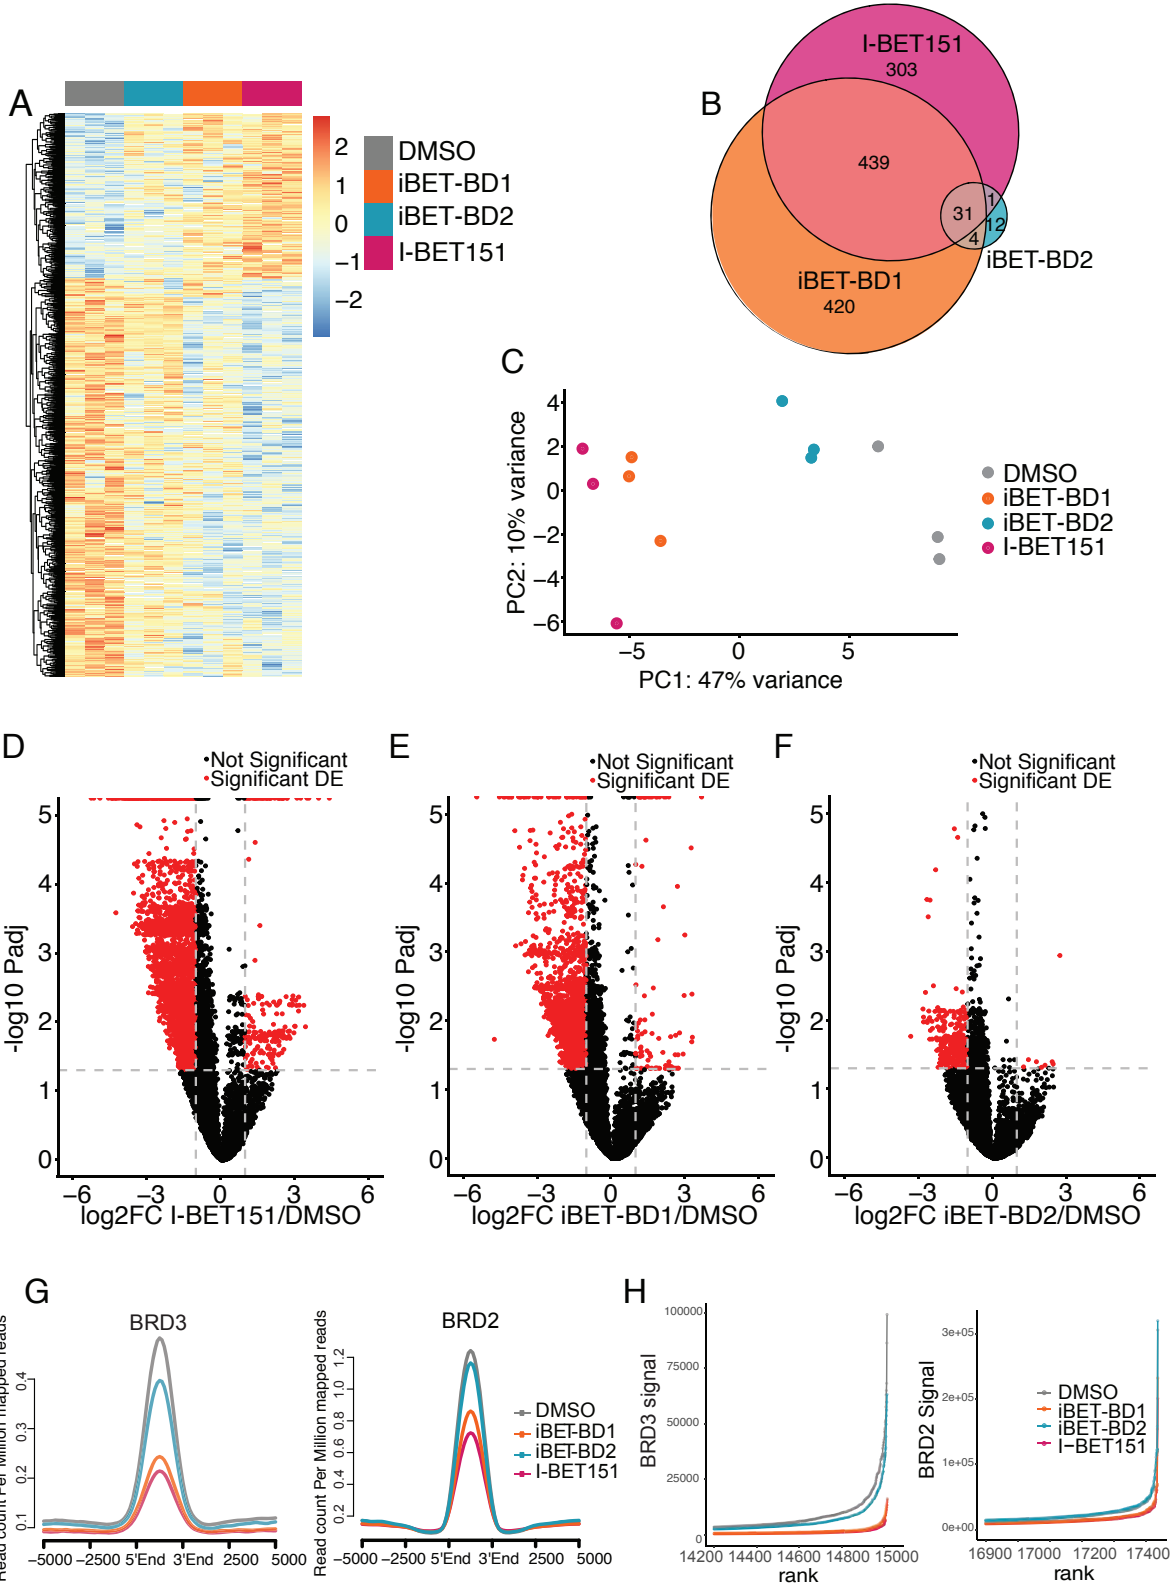 A
2
1
0
−1
−2
DMSO
iBET-BD1
iBET-BD2
I-BET151
B
I-BET151
303
439
31
1
12
4
iBET-BD2
iBET-BD1
420
C
PC2: 10% variance
4
2
0
−2
−4
−6
−5
0
5
PC1: 47% variance
DMSO
iBET-BD1
iBET-BD2
I-BET151
D
Not Significant
Significant DE
-log10 Padj
5
4
3
2
1
0
−6
−3
0
3
6
log2FC I-BET151/DMSO
E
Not Significant
Significant DE
-log10 Padj
5
4
3
2
1
0
−6
−3
0
3
6
log2FC iBET-BD1/DMSO
F
Not Significant
Significant DE
-log10 Padj
5
4
3
2
1
0
−6
−3
0
3
6
log2FC iBET-BD2/DMSO
G
BRD3
Read count Per Million mapped reads
0.4
0.3
0.2
0.1
−5000
−2500
5'End
3'End
2500
5000
BRD2
Read count Per Million mapped reads
1.2
1.0
0.8
0.6
0.4
0.2
−5000
−2500
5'End
3'End
2500
5000
DMSO
iBET-BD1
iBET-BD2
I-BET151
H
BRD3 signal
100000
75000
50000
25000
0
14200
14400
14600
14800
15000
rank
BRD2 Signal
3e+05
2e+05
1e+05
0e+00
16900
17000
17200
17400
rank
DMSO
iBET-BD1
iBET-BD2
I−BET151